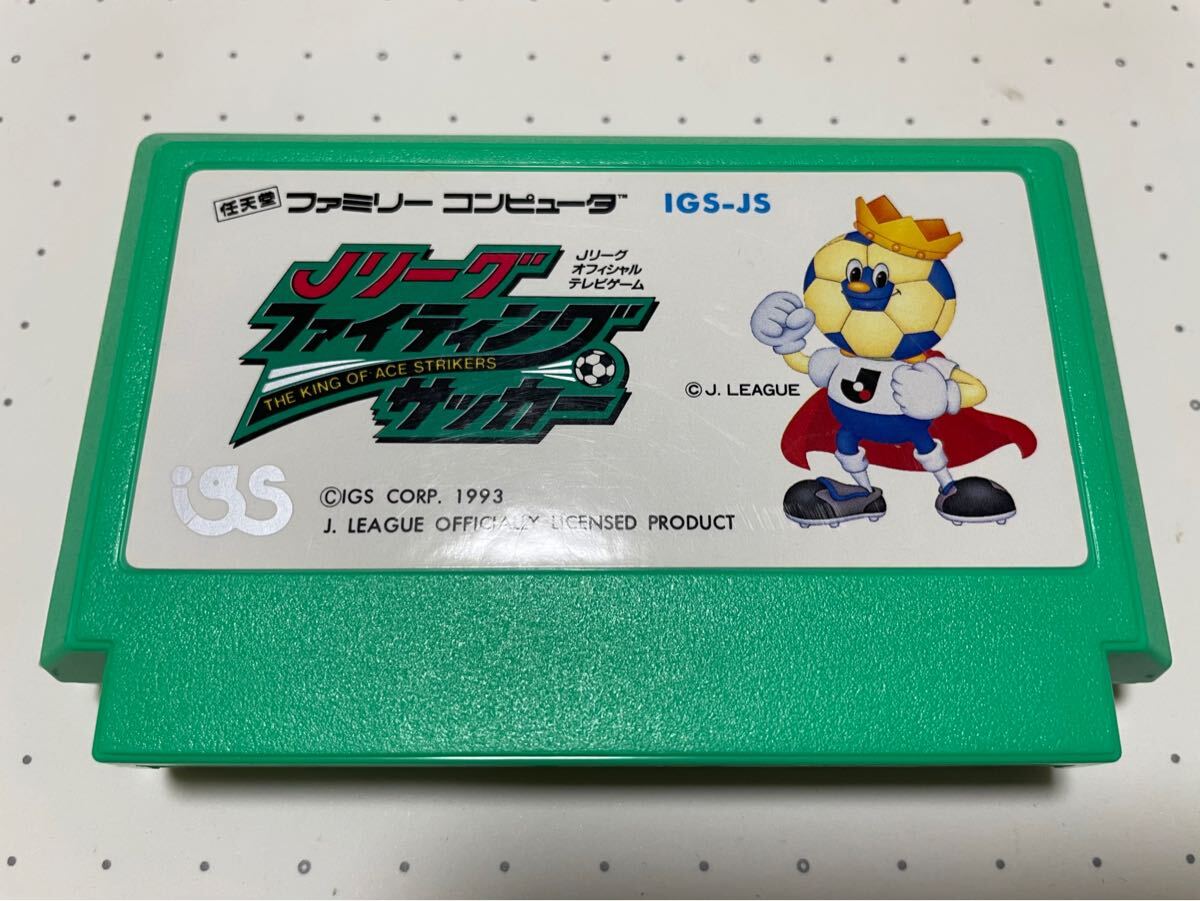 任天堂 ファミリー コンピュータ™ IGS-JS
Jリーグ
オフィシャル
テレビゲーム
Jリーグ
ファイティング
THE KING OF ACE STRIKERS
サッカー
©J. LEAGUE
J
igs
©IGS CORP. 1993
J. LEAGUE OFFICIALLY LICENSED PRODUCT